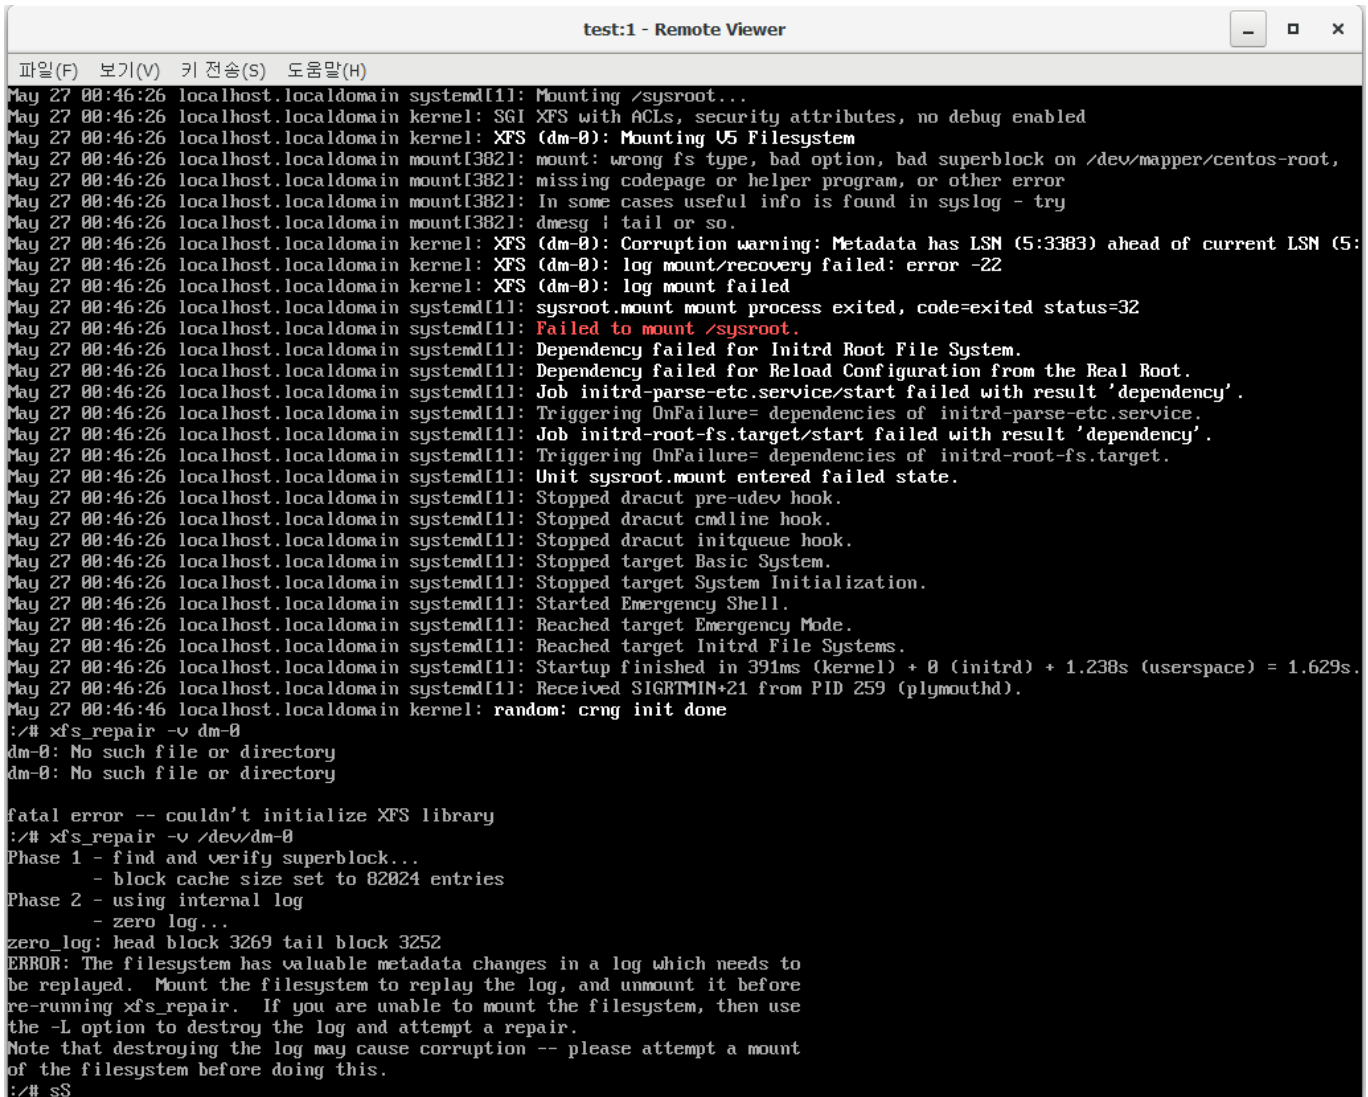 test:1 - Remote Viewer
파일(F) 보기(V) 키 전송(S) 도움말(H)
May 27 00:46:26 localhost.localdomain systemd[1]: Mounting /sysroot...
May 27 00:46:26 localhost.localdomain kernel: SGI XFS with ACLs, security attributes, no debug enabled
May 27 00:46:26 localhost.localdomain kernel: XFS (dm-0): Mounting V5 Filesystem
May 27 00:46:26 localhost.localdomain mount[382]: mount: wrong fs type, bad option, bad superblock on /dev/mapper/centos-root,
May 27 00:46:26 localhost.localdomain mount[382]: missing codepage or helper program, or other error
May 27 00:46:26 localhost.localdomain mount[382]: In some cases useful info is found in syslog - try
May 27 00:46:26 localhost.localdomain mount[382]: dmesg | tail or so.
May 27 00:46:26 localhost.localdomain kernel: XFS (dm-0): Corruption warning: Metadata has LSN (5:3383) ahead of current LSN (5:
May 27 00:46:26 localhost.localdomain kernel: XFS (dm-0): log mount/recovery failed: error -22
May 27 00:46:26 localhost.localdomain kernel: XFS (dm-0): log mount failed
May 27 00:46:26 localhost.localdomain systemd[1]: sysroot.mount mount process exited, code=exited status=32
May 27 00:46:26 localhost.localdomain systemd[1]: Failed to mount /sysroot.
May 27 00:46:26 localhost.localdomain systemd[1]: Dependency failed for Initrd Root File System.
May 27 00:46:26 localhost.localdomain systemd[1]: Dependency failed for Reload Configuration from the Real Root.
May 27 00:46:26 localhost.localdomain systemd[1]: Job initrd-parse-etc.service/start failed with result 'dependency'.
May 27 00:46:26 localhost.localdomain systemd[1]: Triggering OnFailure= dependencies of initrd-parse-etc.service.
May 27 00:46:26 localhost.localdomain systemd[1]: Job initrd-root-fs.target/start failed with result 'dependency'.
May 27 00:46:26 localhost.localdomain systemd[1]: Triggering OnFailure= dependencies of initrd-root-fs.target.
May 27 00:46:26 localhost.localdomain systemd[1]: Unit sysroot.mount entered failed state.
May 27 00:46:26 localhost.localdomain systemd[1]: Stopped dracut pre-udev hook.
May 27 00:46:26 localhost.localdomain systemd[1]: Stopped dracut cmdline hook.
May 27 00:46:26 localhost.localdomain systemd[1]: Stopped dracut initqueue hook.
May 27 00:46:26 localhost.localdomain systemd[1]: Stopped target Basic System.
May 27 00:46:26 localhost.localdomain systemd[1]: Stopped target System Initialization.
May 27 00:46:26 localhost.localdomain systemd[1]: Started Emergency Shell.
May 27 00:46:26 localhost.localdomain systemd[1]: Reached target Emergency Mode.
May 27 00:46:26 localhost.localdomain systemd[1]: Reached target Initrd File Systems.
May 27 00:46:26 localhost.localdomain systemd[1]: Startup finished in 391ms (kernel) + 0 (initrd) + 1.238s (userspace) = 1.629s.
May 27 00:46:26 localhost.localdomain systemd[1]: Received SIGRTMIN+21 from PID 259 (plymouthd).
May 27 00:46:46 localhost.localdomain kernel: random: crng init done
:/# xfs_repair -v dm-0
dm-0: No such file or directory
dm-0: No such file or directory
fatal error -- couldn't initialize XFS library
:/# xfs_repair -v /dev/dm-0
Phase 1 - find and verify superblock...
- block cache size set to 82024 entries
Phase 2 - using internal log
- zero log...
zero_log: head block 3269 tail block 3252
ERROR: The filesystem has valuable metadata changes in a log which needs to
be replayed.  Mount the filesystem to replay the log, and unmount it before
re-running xfs_repair.  If you are unable to mount the filesystem, then use
the -L option to destroy the log and attempt a repair.
Note that destroying the log may cause corruption -- please attempt a mount
of the filesystem before doing this.
:/# sS